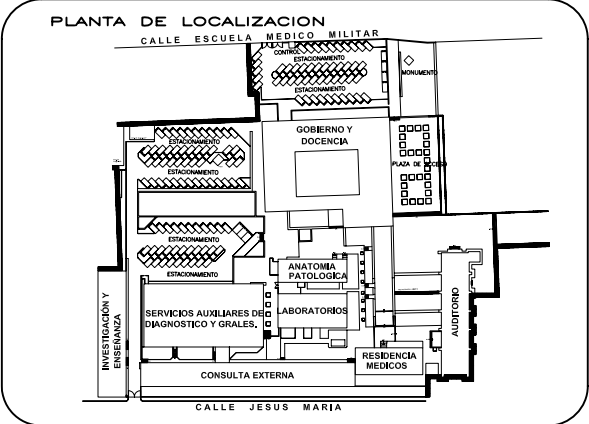 PLANTA DE LOCALIZACION
CALLE ESCUELA MEDICO MILITAR
CONTROL
ESTACIONAMIENTO
MONUMENTO
ESTACIONAMIENTO
GOBIERNO Y
DOCENCIA
ESTACIONAMIENTO
PLAZA DE ACCESO
ESTACIONAMIENTO
ESTACIONAMIENTO
ANATOMIA
PATOLOGICA
ESTACIONAMIENTO
INVESTIGACIÓN Y
ENSEÑANZA
SERVICIOS AUXILIARES DE
DIAGNOSTICO Y GRALES.
LABORATORIOS
AUDITORIO
RESIDENCIA
MEDICOS
CONSULTA EXTERNA
CALLE JESUS MARIA